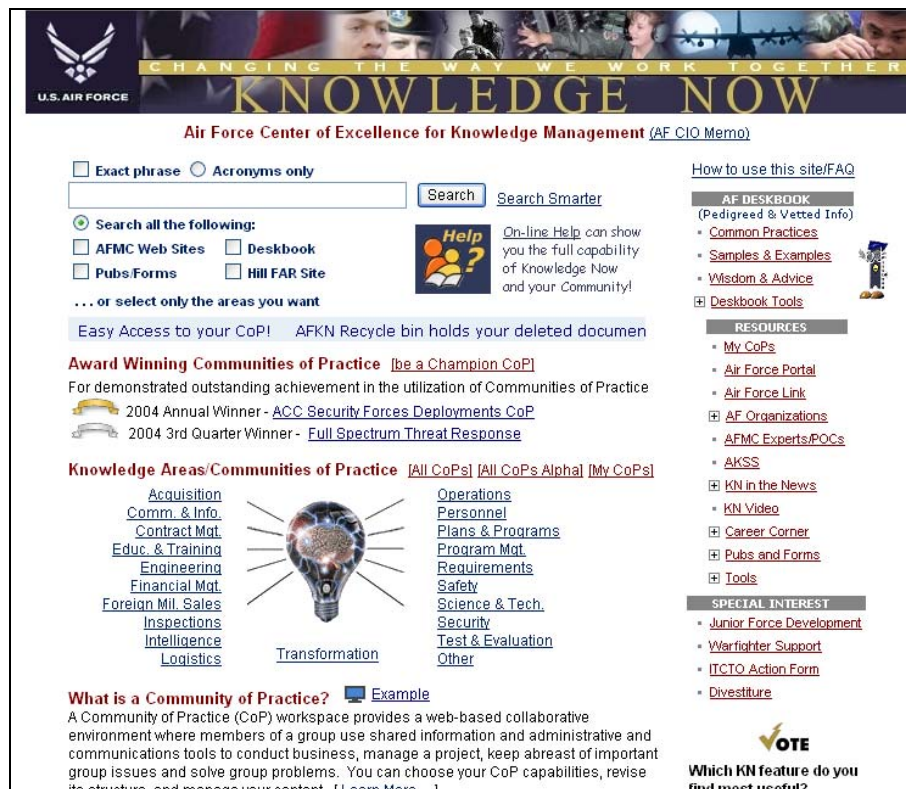 U.S. AIR FORCE
CHANGING THE WAY WE WORK TOGETHER
KNOWLEDGE NOW
Air Force Center of Excellence for Knowledge Management (AF CIO Memo)
Exact phrase Acronyms only
Search Search Smarter
Search all the following:
AFMC Web Sites Deskbook
Pubs/Forms Hill FAR Site
... or select only the areas you want
Help
?
On-line Help can show
you the full capability
of Knowledge Now
and your Community!
Easy Access to your CoP! AFKN Recycle bin holds your deleted documen
Award Winning Communities of Practice [be a Champion CoP]
For demonstrated outstanding achievement in the utilization of Communities of Practice
2004 Annual Winner - ACC Security Forces Deployments CoP
2004 3rd Quarter Winner - Full Spectrum Threat Response
Knowledge Areas/Communities of Practice [All CoPs] [All CoPs Alpha] [My CoPs]
Acquisition
Comm. & Info.
Contract Mgt.
Educ. & Training
Engineering
Financial Mgt.
Foreign Mil. Sales
Inspections
Intelligence
Logistics
Transformation
Operations
Personnel
Plans & Programs
Program Mgt.
Requirements
Safety
Science & Tech.
Security
Test & Evaluation
Other
What is a Community of Practice? Example
A Community of Practice (CoP) workspace provides a web-based collaborative
environment where members of a group use shared information and administrative and
communications tools to conduct business, manage a project, keep abreast of important
group issues and solve group problems. You can choose your CoP capabilities, revise
its structure, and manage your content. [ Learn More... ]
How to use this site/FAQ
AF DESKBOOK
(Pedigreed & Vetted Info)
Common Practices
Samples & Examples
Wisdom & Advice
Deskbook Tools
RESOURCES
My CoPs
Air Force Portal
Air Force Link
AF Organizations
AFMC Experts/POCs
AKSS
KN in the News
KN Video
Career Corner
Pubs and Forms
Tools
SPECIAL INTEREST
Junior Force Development
Warfighter Support
ITCTO Action Form
Divestiture
VOTE
Which KN feature do you
find most useful?